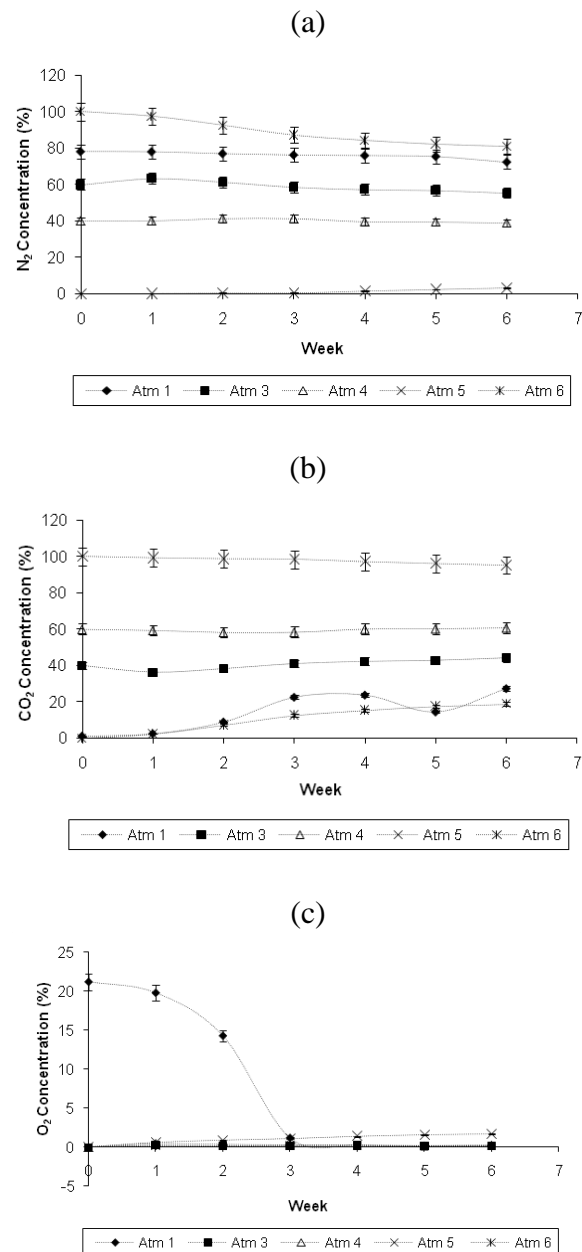 (a)
120
100
80
60
40
20
0
N₂ Concentration (%)
0 1 2 3 4 5 6 7
Week
Atm 1 Atm 3 Atm 4 Atm 5 Atm 6
(b)
120
100
80
60
40
20
0
CO₂ Concentration (%)
0 1 2 3 4 5 6 7
Week
Atm 1 Atm 3 Atm 4 Atm 5 Atm 6
(c)
25
20
15
10
5
0
-5
O₂ Concentration (%)
0 1 2 3 4 5 6 7
Week
Atm 1 Atm 3 Atm 4 Atm 5 Atm 6